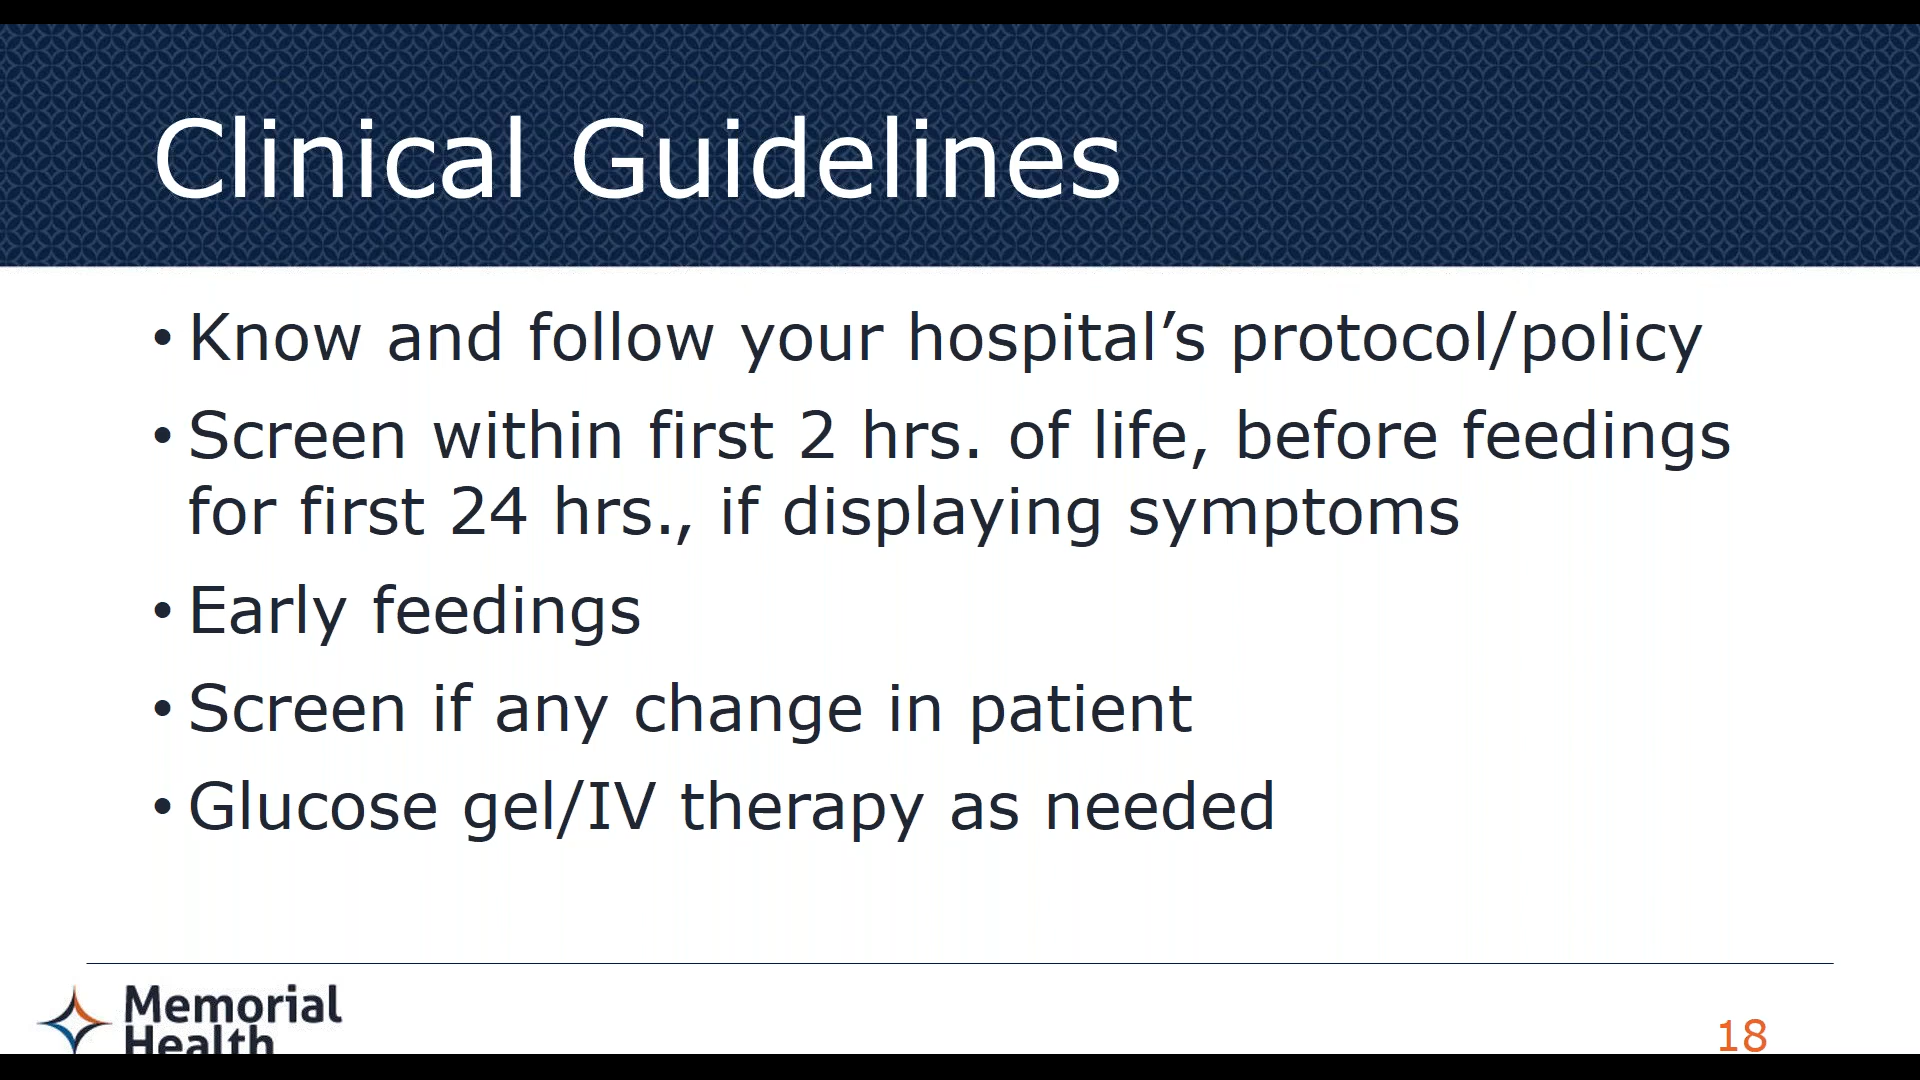 Clinical Guidelines
• Know and follow your hospital’s protocol/policy
• Screen within first 2 hrs. of life, before feedings
for first 24 hrs., if displaying symptoms
• Early feedings
• Screen if any change in patient
• Glucose gel/IV therapy as needed
Memorial
Health
18